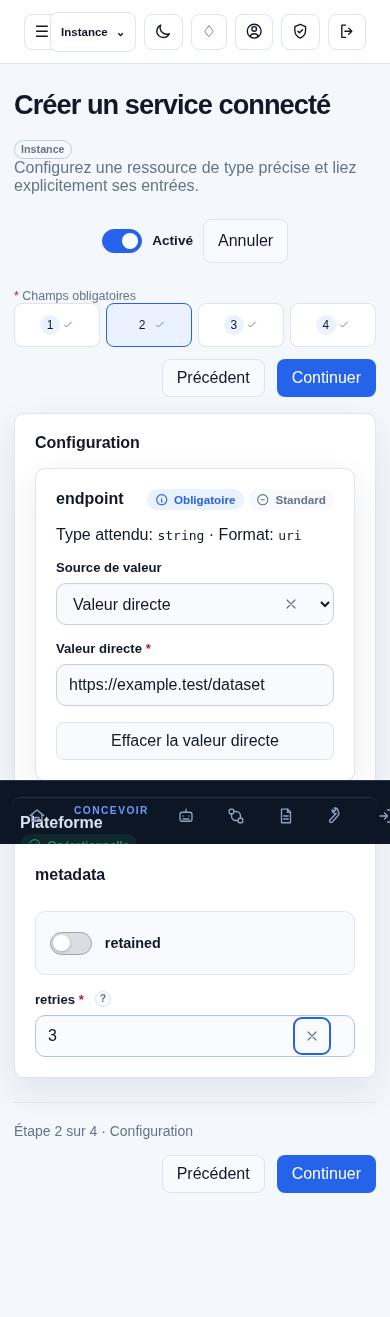 Instance
Créer un service connecté
Instance
Configurez une ressource de type précise et liez
explicitement ses entrées.
Activé
Annuler
* Champs obligatoires
1
2
3
4
Précédent
Continuer
Configuration
endpoint
Obligatoire
Standard
Type attendu: string · Format: uri
Source de valeur
Valeur directe
Valeur directe *
https://example.test/dataset
Effacer la valeur directe
CONCEVOIR
Plateforme
Opérationnelle
metadata
retained
retries *
?
3
Étape 2 sur 4 · Configuration
Précédent
Continuer